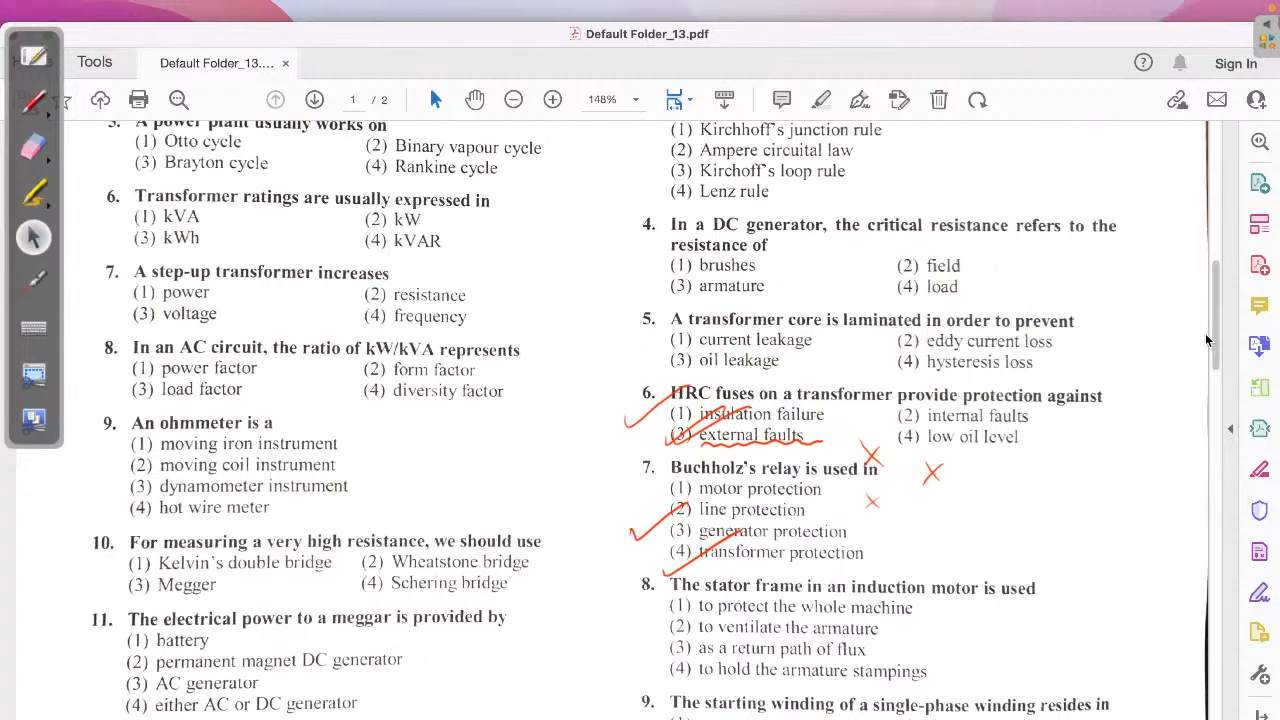 Default Folder_13.pdf
Tools
Default Folder_13....
×
Sign In
1 / 2
148%
5. A power plant usually works on
(1) Otto cycle (2) Binary vapour cycle
(3) Brayton cycle (4) Rankine cycle
6. Transformer ratings are usually expressed in
(1) kVA (2) kW
(3) kWh (4) kVAR
7. A step-up transformer increases
(1) power (2) resistance
(3) voltage (4) frequency
8. In an AC circuit, the ratio of kW/kVA represents
(1) power factor (2) form factor
(3) load factor (4) diversity factor
9. An ohmmeter is a
(1) moving iron instrument
(2) moving coil instrument
(3) dynamometer instrument
(4) hot wire meter
10. For measuring a very high resistance, we should use
(1) Kelvin's double bridge (2) Wheatstone bridge
(3) Megger (4) Schering bridge
11. The electrical power to a meggar is provided by
(1) battery
(2) permanent magnet DC generator
(3) AC generator
(4) either AC or DC generator
(1) Kirchhoff's junction rule
(2) Ampere circuital law
(3) Kirchoff's loop rule
(4) Lenz rule
4. In a DC generator, the critical resistance refers to the
resistance of
(1) brushes (2) field
(3) armature (4) load
5. A transformer core is laminated in order to prevent
(1) current leakage (2) eddy current loss
(3) oil leakage (4) hysteresis loss
6. HRC fuses on a transformer provide protection against
(1) insulation failure (2) internal faults
(3) external faults (4) low oil level
7. Buchholz's relay is used in
(1) motor protection
(2) line protection
(3) generator protection
(4) transformer protection
8. The stator frame in an induction motor is used
(1) to protect the whole machine
(2) to ventilate the armature
(3) as a return path of flux
(4) to hold the armature stampings
9. The starting winding of a single-phase winding resides in